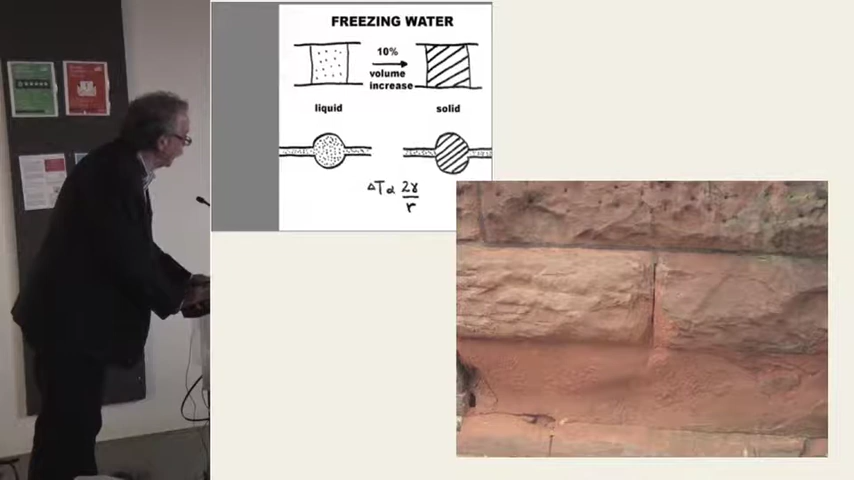 FREEZING WATER
10%
volume
increase
liquid
solid
ΔT α 2γ
r